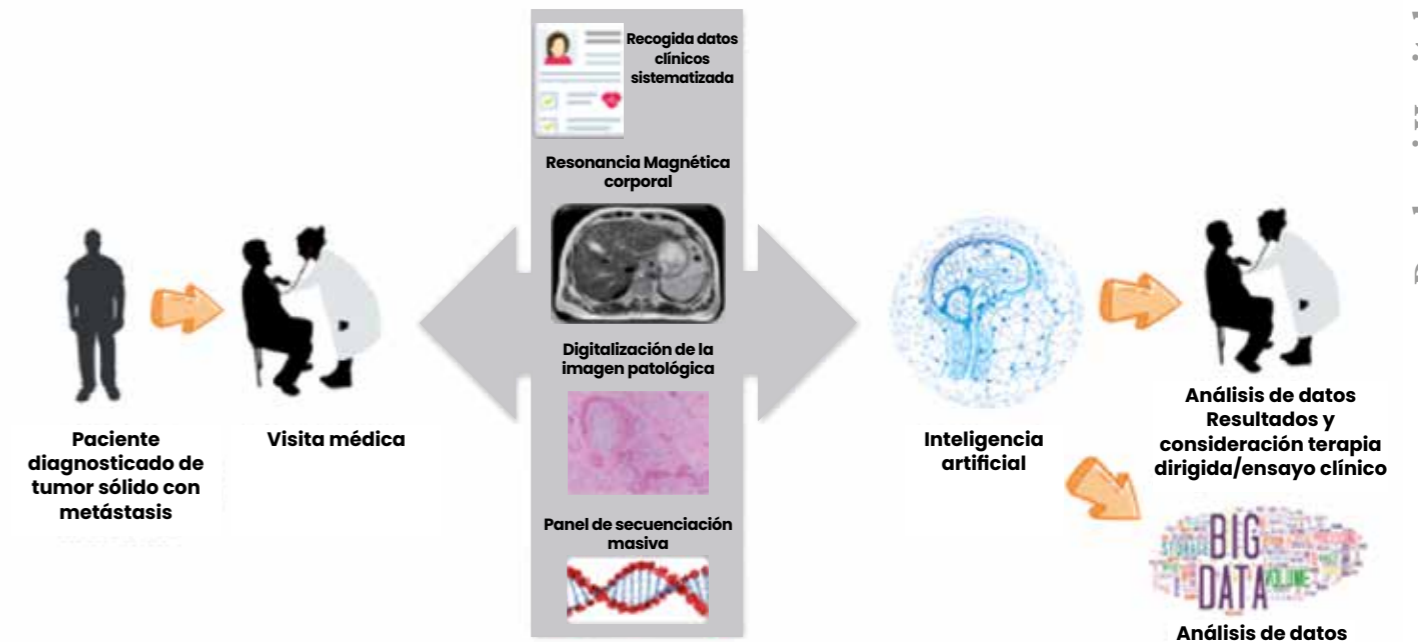 Recogida datos
clínicos
sistematizada
Resonancia Magnética
corporal
Digitalización de la
imagen patológica
Panel de secuenciación
masiva
Paciente
diagnosticado de
tumor sólido con
metástasis
Visita médica
Inteligencia
artificial
Análisis de datos
Resultados y
consideración terapia
dirigida/ensayo clínico
STORAGE
BIG
DATA
VOLUME
Análisis de datos